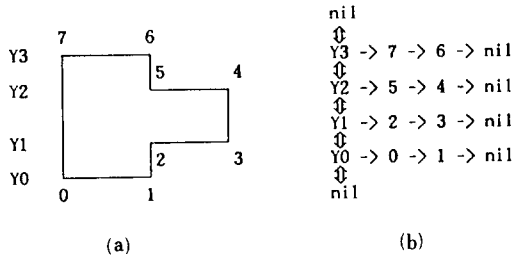 7 6
Y3
5 4
Y2
Y1
2 3
Y0
0 1
(a)
nil
⇕
Y3 -> 7 -> 6 -> nil
⇕
Y2 -> 5 -> 4 -> nil
⇕
Y1 -> 2 -> 3 -> nil
⇕
Y0 -> 0 -> 1 -> nil
⇕
nil
(b)